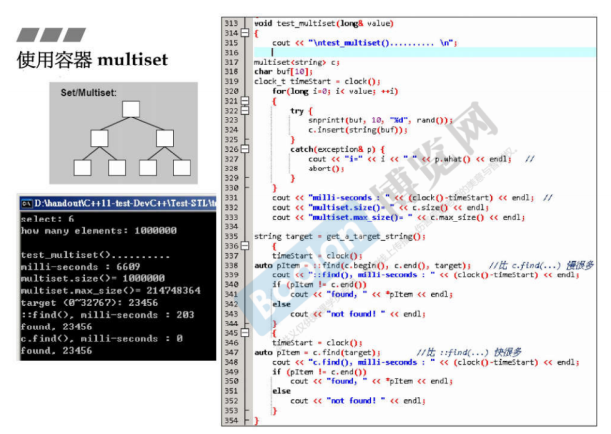 使用容器 multiset
Set/Multiset:
D:\handout\C++11-test-DevC++\Test-STL\t
select: 6
how many elements: 1000000
test_multiset()..........
milli-seconds : 6609
multiset.size()= 1000000
multiset.max_size()= 214748364
target (0~32767): 23456
::find(), milli-seconds : 203
found, 23456
c.find(), milli-seconds : 0
found, 23456
313 void test_multiset(long& value)
314 {
315 cout << "\ntest_multiset().......... \n";
316
317 multiset<string> c;
318 char buf[10];
319 clock_t timeStart = clock();
320 for(long i=0; i< value; ++i)
321 {
322 try {
323 snprintf(buf, 10, "%d", rand());
324 c.insert(string(buf));
325 }
326 catch(exception& p) {
327 cout << "i=" << i << " " << p.what() << endl; //
328 abort();
329 }
330 }
331 cout << "milli-seconds : " << (clock()-timeStart) << endl; //
332 cout << "multiset.size()= " << c.size() << endl;
333 cout << "multiset.max_size()= " << c.max_size() << endl;
334
335 string target = get_a_target_string();
336 {
337 timeStart = clock();
338 auto pItem = ::find(c.begin(), c.end(), target); //比 c.find(...) 慢很多
339 cout << "::find(), milli-seconds : " << (clock()-timeStart) << endl;
340 if (pItem != c.end())
341 cout << "found, " << *pItem << endl;
342 else
343 cout << "not found! " << endl;
344 }
345 {
346 timeStart = clock();
347 auto pItem = c.find(target); //比 ::find(...) 快很多
348 cout << "c.find(), milli-seconds : " << (clock()-timeStart) << endl;
349 if (pItem != c.end())
350 cout << "found, " << *pItem << endl;
351 else
352 cout << "not found! " << endl;
353 }
354 }
博览网